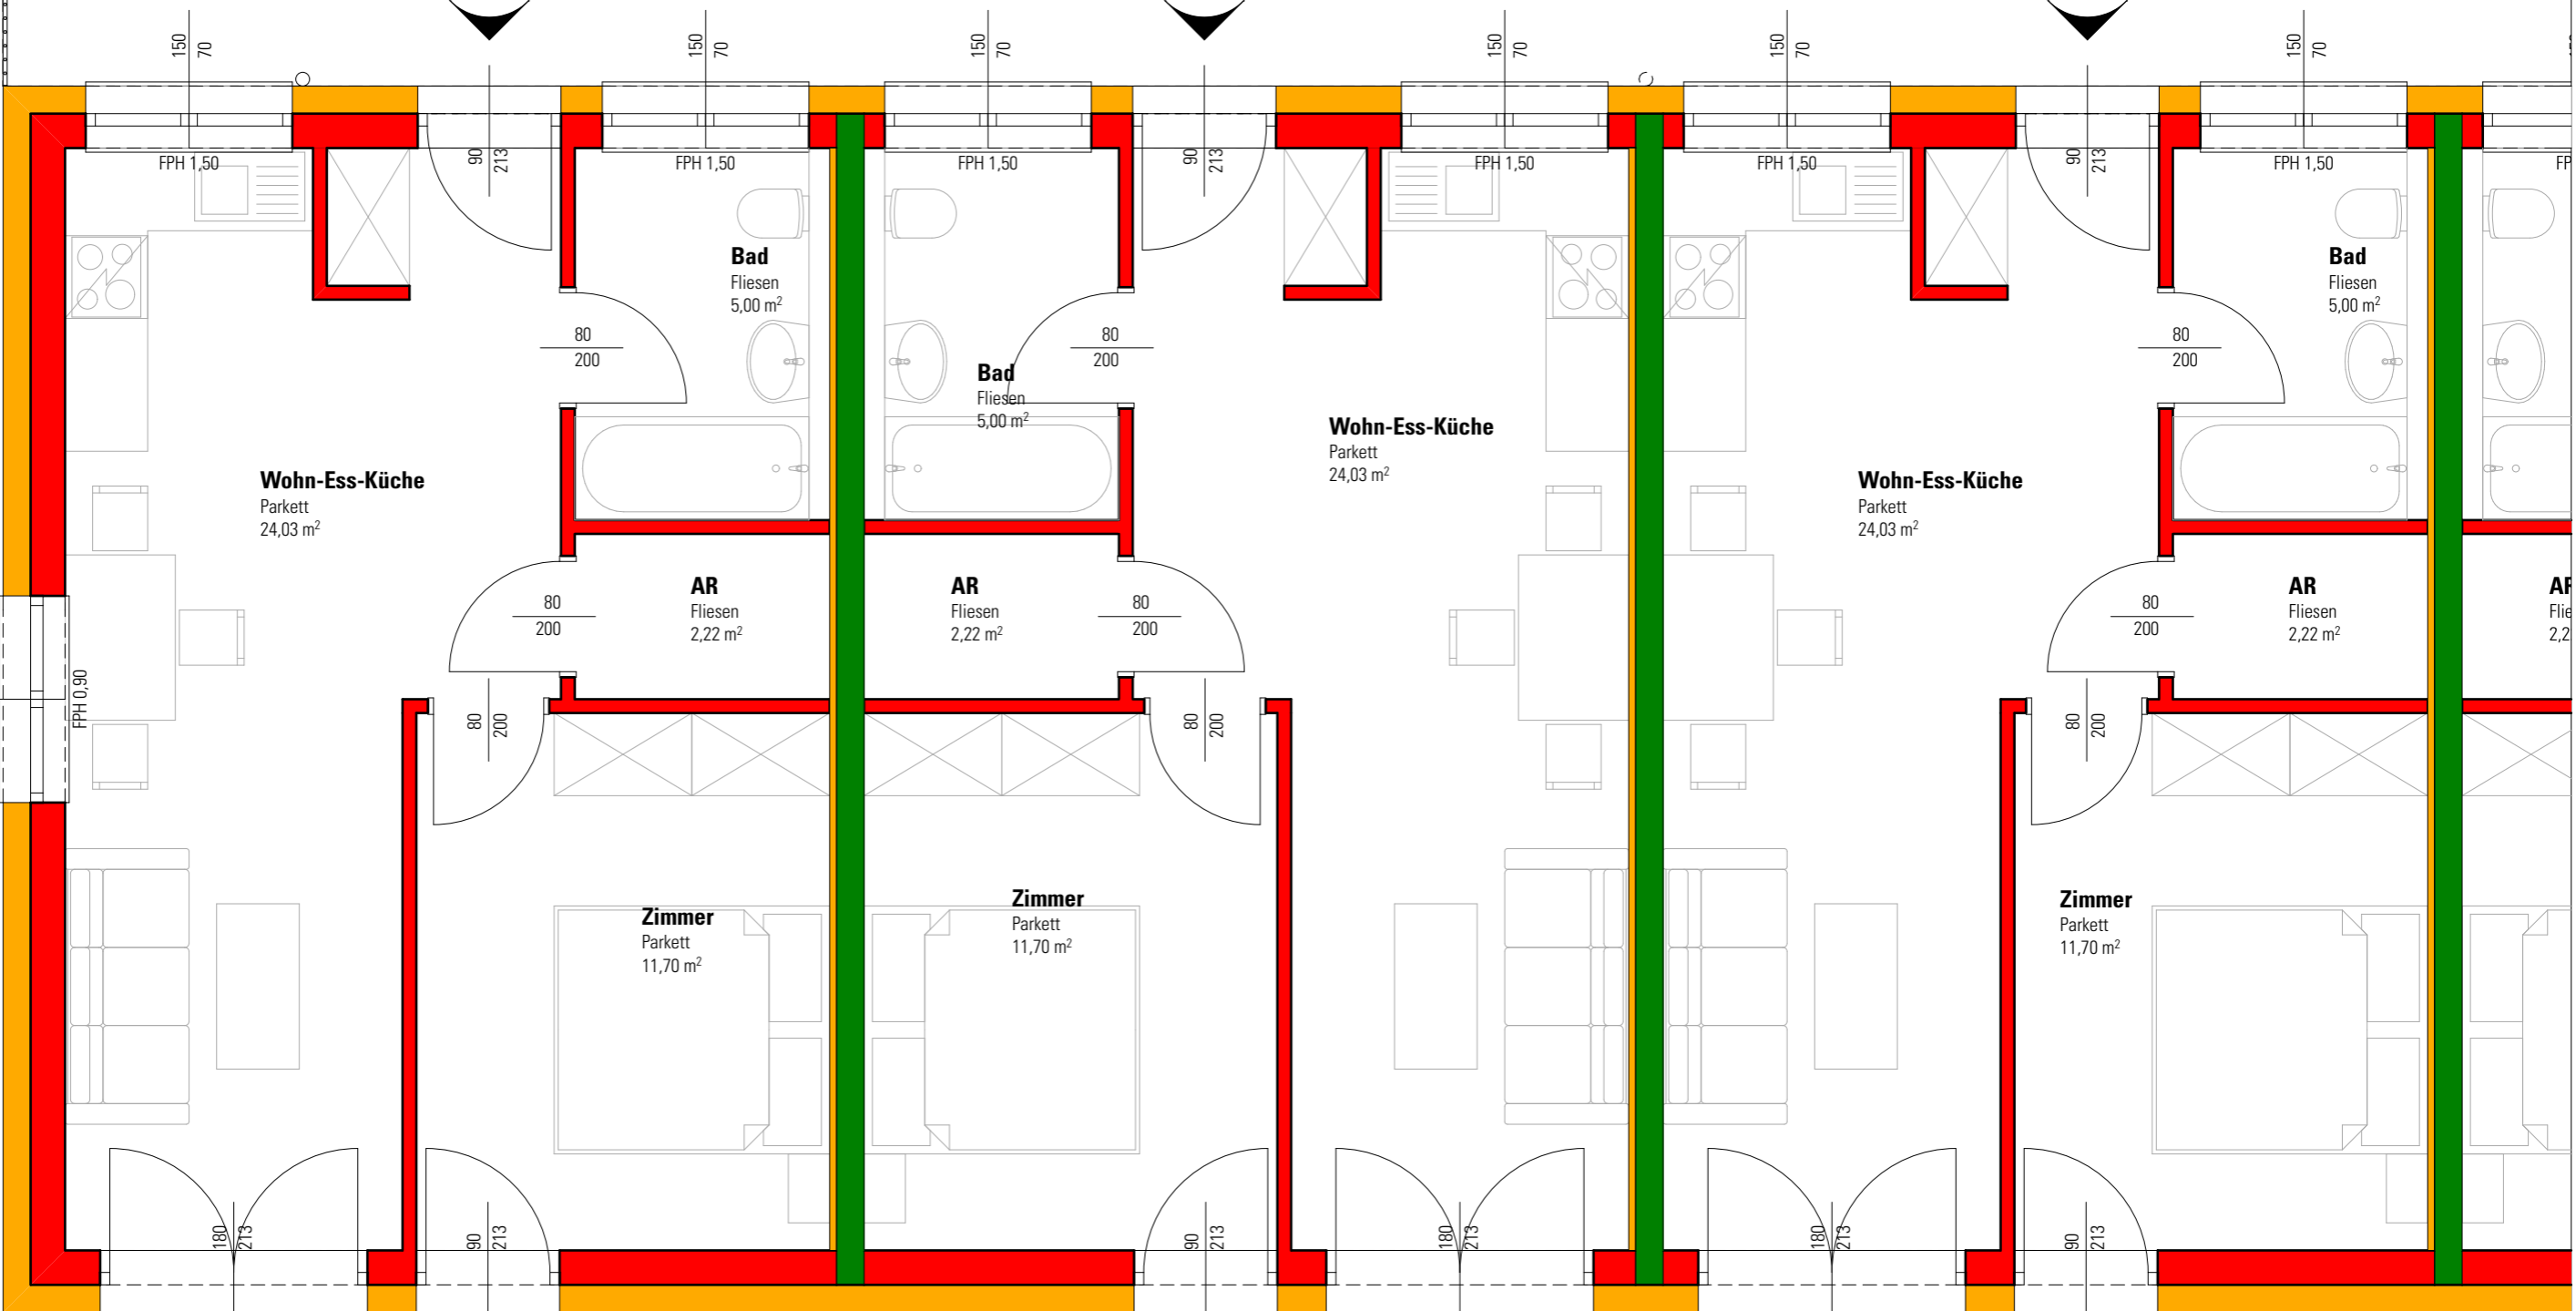 150
70
150
70
150
70
150
70
150
70
150
70
FPH 1,50
90
213
FPH 1,50
FPH 1,50
90
213
FPH 1,50
FPH 1,50
90
213
FPH 1,50
FP
Bad
Fliesen
5,00 m²
80
200
Bad
Fliesen
5,00 m²
80
200
Bad
Fliesen
5,00 m²
80
200
Wohn-Ess-Küche
Parkett
24,03 m²
Wohn-Ess-Küche
Parkett
24,03 m²
Wohn-Ess-Küche
Parkett
24,03 m²
80
200
AR
Fliesen
2,22 m²
AR
Fliesen
2,22 m²
80
200
80
200
AR
Fliesen
2,22 m²
AR
Flie
2,2
FPH 0,90
80
200
80
200
80
200
Zimmer
Parkett
11,70 m²
Zimmer
Parkett
11,70 m²
Zimmer
Parkett
11,70 m²
180
213
90
213
90
213
180
213
180
213
90
213